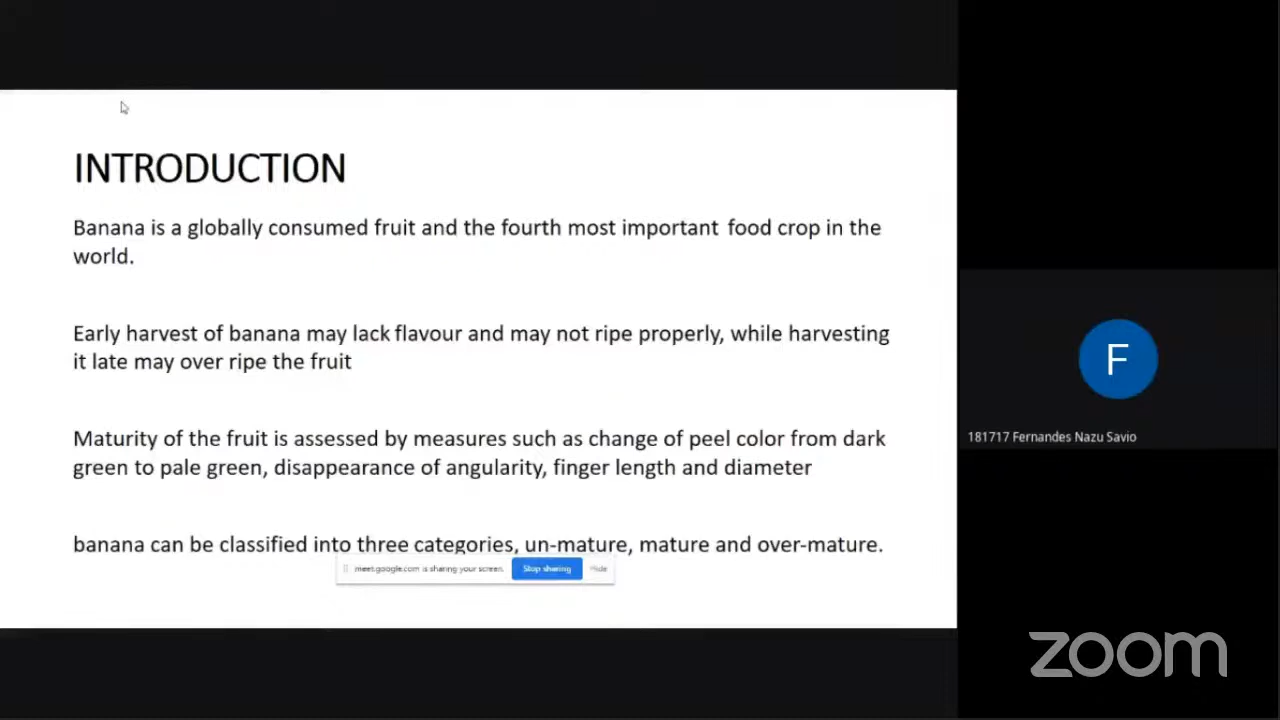 INTRODUCTION
Banana is a globally consumed fruit and the fourth most important food crop in the
world.
Early harvest of banana may lack flavour and may not ripe properly, while harvesting
it late may over ripe the fruit
Maturity of the fruit is assessed by measures such as change of peel color from dark
green to pale green, disappearance of angularity, finger length and diameter
banana can be classified into three categories, un-mature, mature and over-mature.
meet.google.com is sharing your screen. Stop sharing Hide
F
181717 Fernandes Nazu Savio
zoom